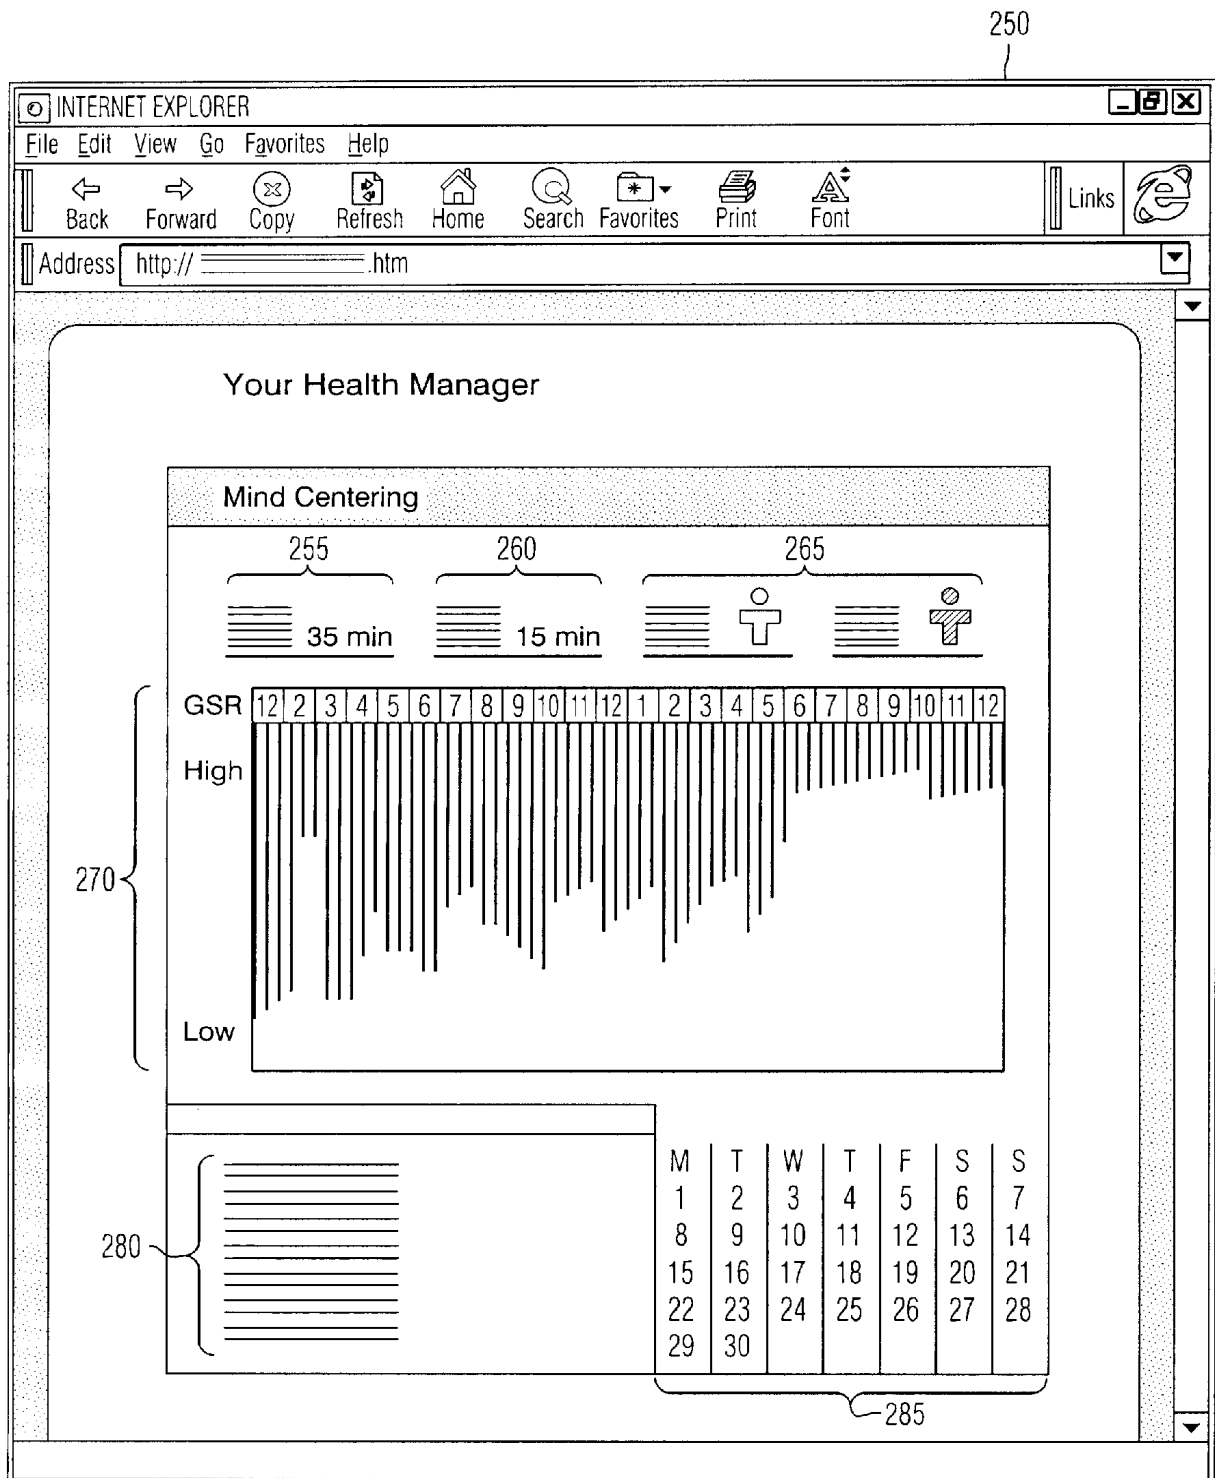 250
INTERNET EXPLORER
File Edit View Go Favorites Help
Back Forward Copy Refresh Home Search Favorites Print Font Links
Address http:// .htm
Your Health Manager
Mind Centering
255 260 265
35 min 15 min
GSR 12 2 3 4 5 6 7 8 9 10 11 12 1 2 3 4 5 6 7 8 9 10 11 12
High
270
Low
M T W T F S S
1 2 3 4 5 6 7
8 9 10 11 12 13 14
280
15 16 17 18 19 20 21
22 23 24 25 26 27 28
29 30
285